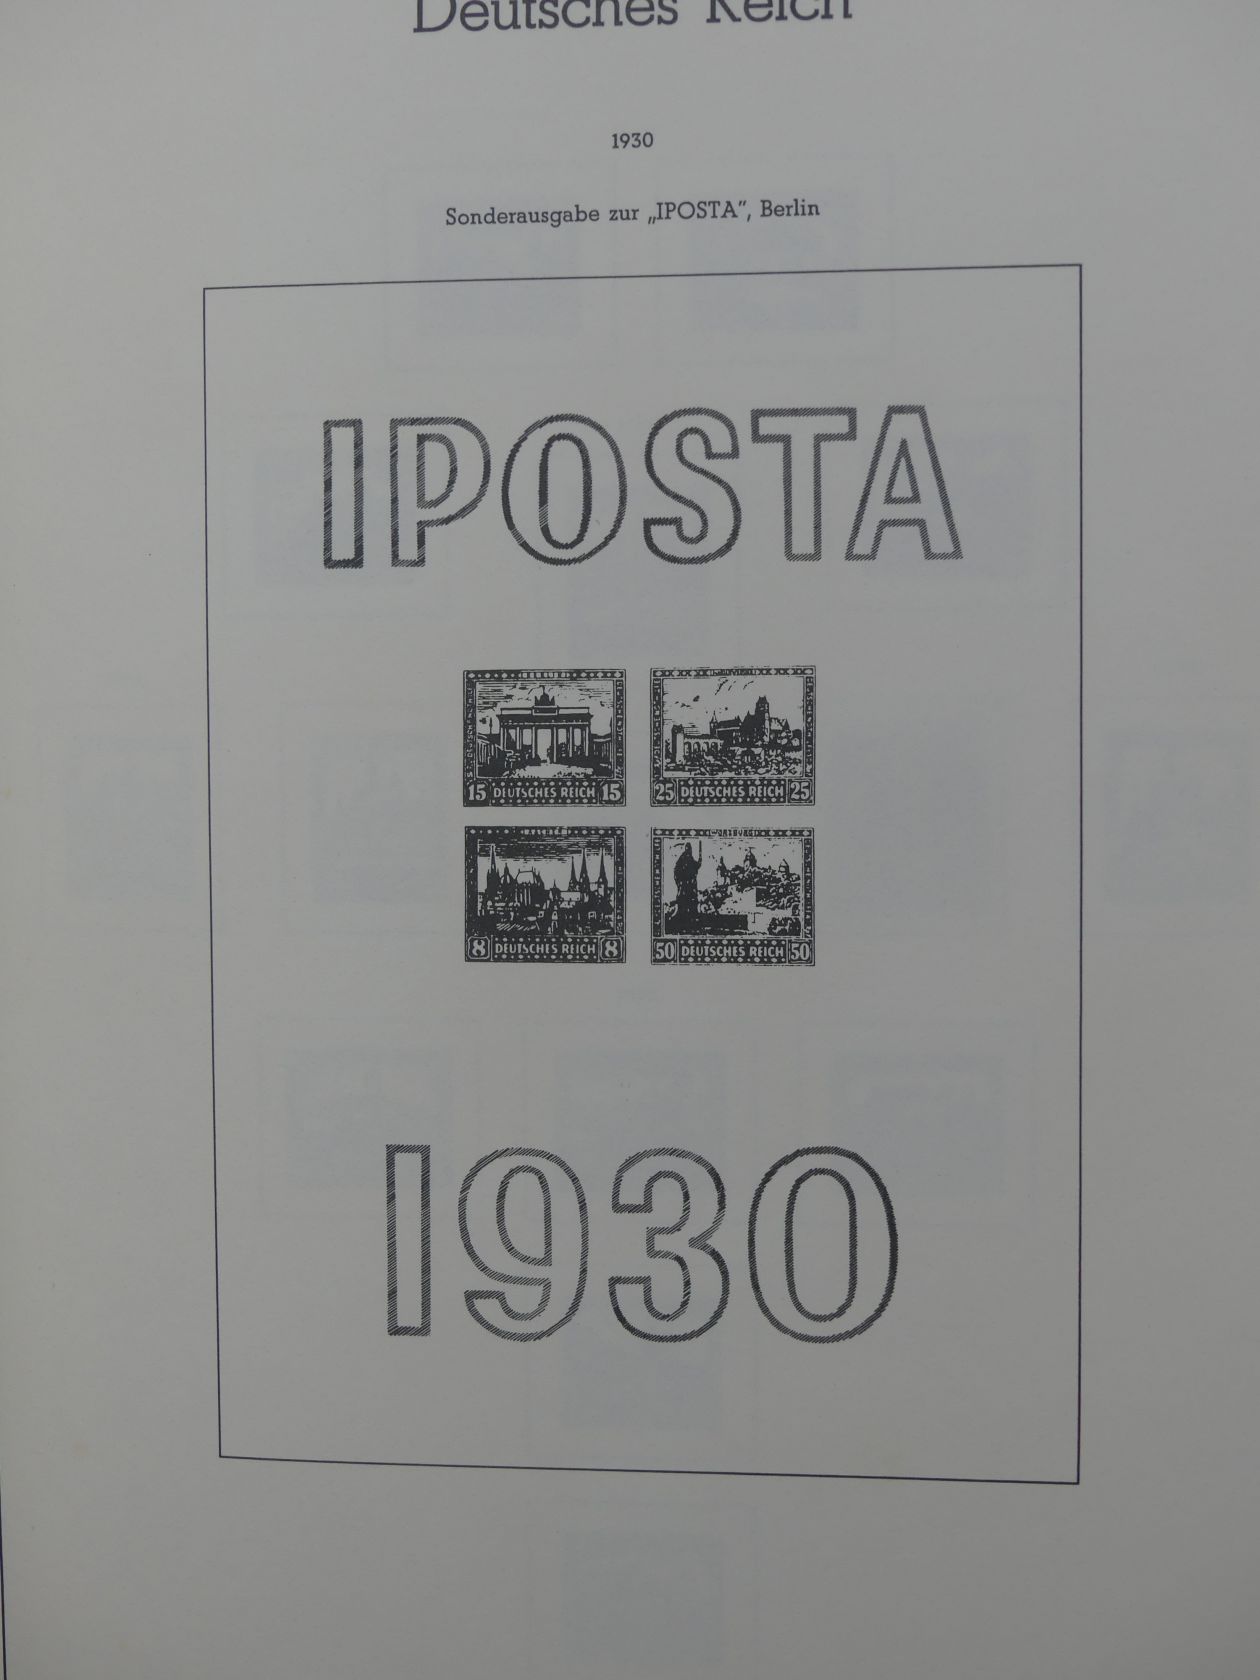 Deutsches Reich
1930
Sonderausgabe zur „IPOSTA”, Berlin
IPOSTA
15 DEUTSCHES REICH 15
25 DEUTSCHES REICH 25
8 DEUTSCHES REICH 8
50 DEUTSCHES REICH 50
1930